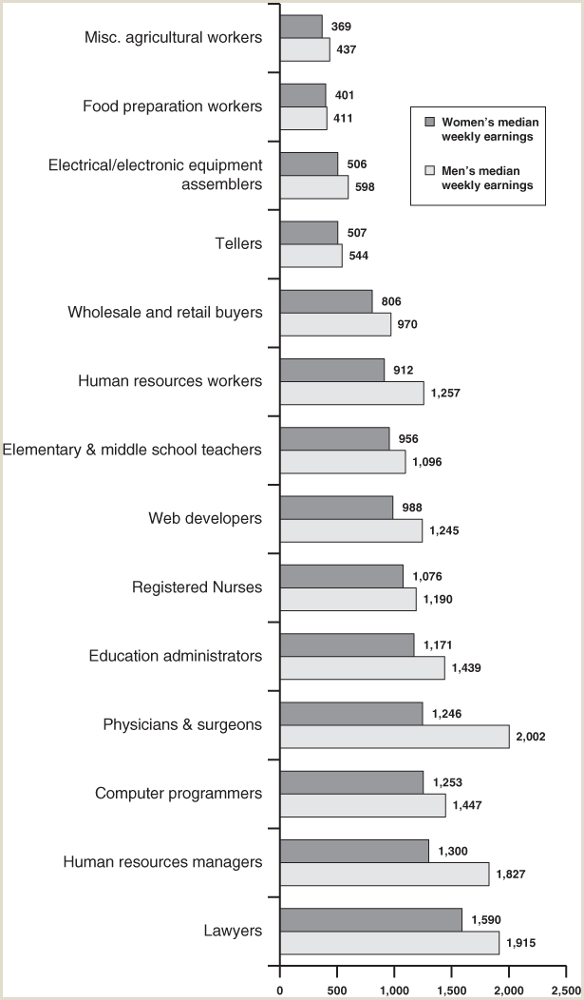 Misc. agricultural workers
369
437
Food preparation workers
401
411
Women's median
weekly earnings
Men's median
weekly earnings
Electrical/electronic equipment
assemblers
506
598
Tellers
507
544
Wholesale and retail buyers
806
970
Human resources workers
912
1,257
Elementary & middle school teachers
956
1,096
Web developers
988
1,245
Registered Nurses
1,076
1,190
Education administrators
1,171
1,439
Physicians & surgeons
1,246
2,002
Computer programmers
1,253
1,447
Human resources managers
1,300
1,827
Lawyers
1,590
1,915
0 500 1,000 1,500 2,000 2,500